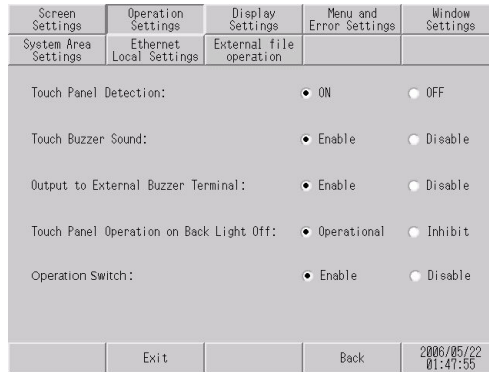 Screen Settings
Operation Settings
Display Settings
Menu and Error Settings
Window Settings
System Area Settings
Ethernet Local Settings
External file operation
Touch Panel Detection: ON OFF
Touch Buzzer Sound: Enable Disable
Output to External Buzzer Terminal: Enable Disable
Touch Panel Operation on Back Light Off: Operational Inhibit
Operation Switch: Enable Disable
Exit
Back
2006/05/22
01:47:55